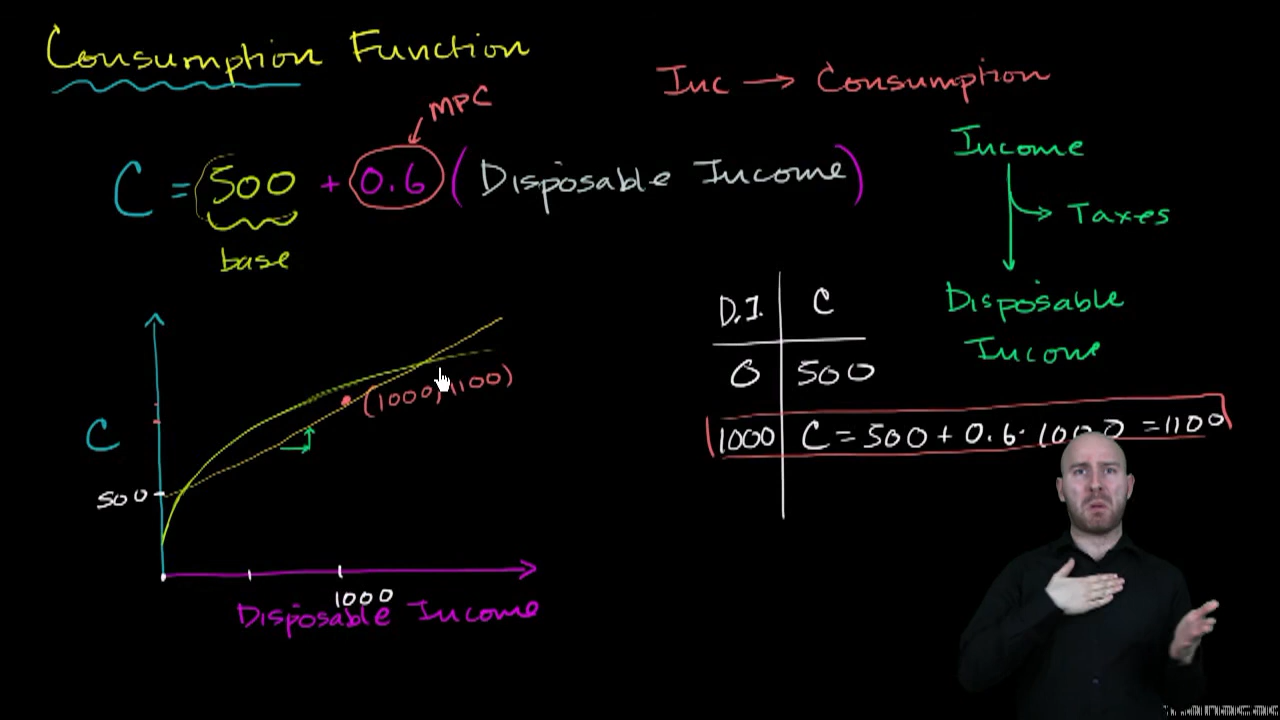 Consumption Function
Inc → Consumption
MPC
C = 500 + 0.6 (Disposable Income)
base
Income
Taxes
Disposable
Income
D.I. C
0 500
1000 C = 500 + 0.6 · 1000 = 1100
C
500
(1000, 1100)
1000
Disposable Income